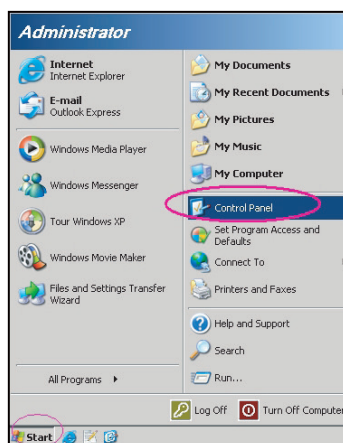 Administrator
Internet
Internet Explorer
E-mail
Outlook Express
Windows Media Player
Windows Messenger
Tour Windows XP
Windows Movie Maker
Files and Settings Transfer
Wizard
All Programs
My Documents
My Recent Documents
My Pictures
My Music
My Computer
Control Panel
Set Program Access and
Defaults
Connect To
Printers and Faxes
Help and Support
Search
Run...
Log Off
Turn Off Computer
Start